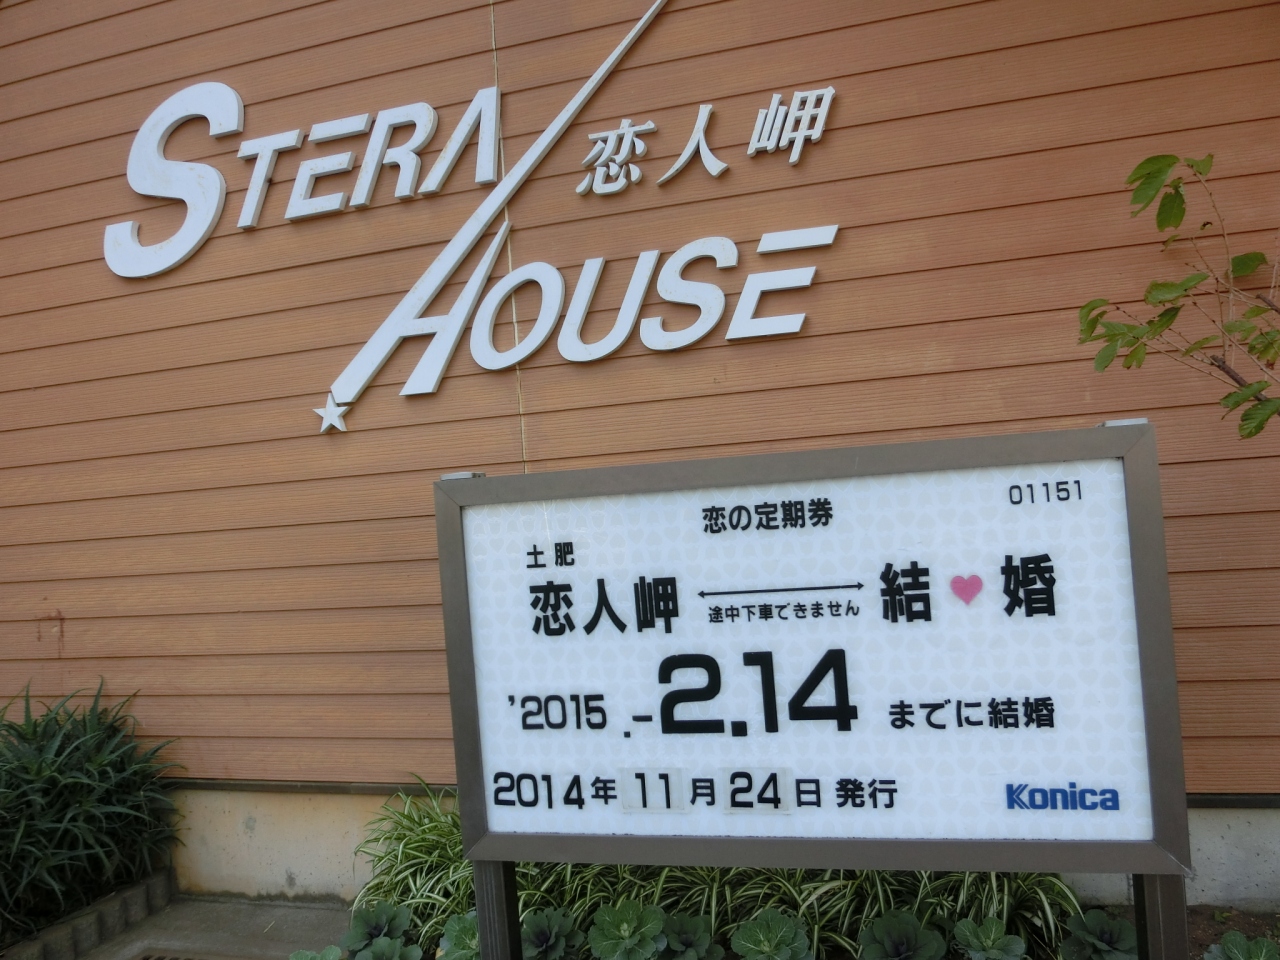 STERA
恋人岬
HOUSE
恋の定期券
01151
土肥
恋人岬 ←→ 結♥婚
途中下車できません
'2015.-2.14 までに結婚
2014年 11月 24日 発行
Konica